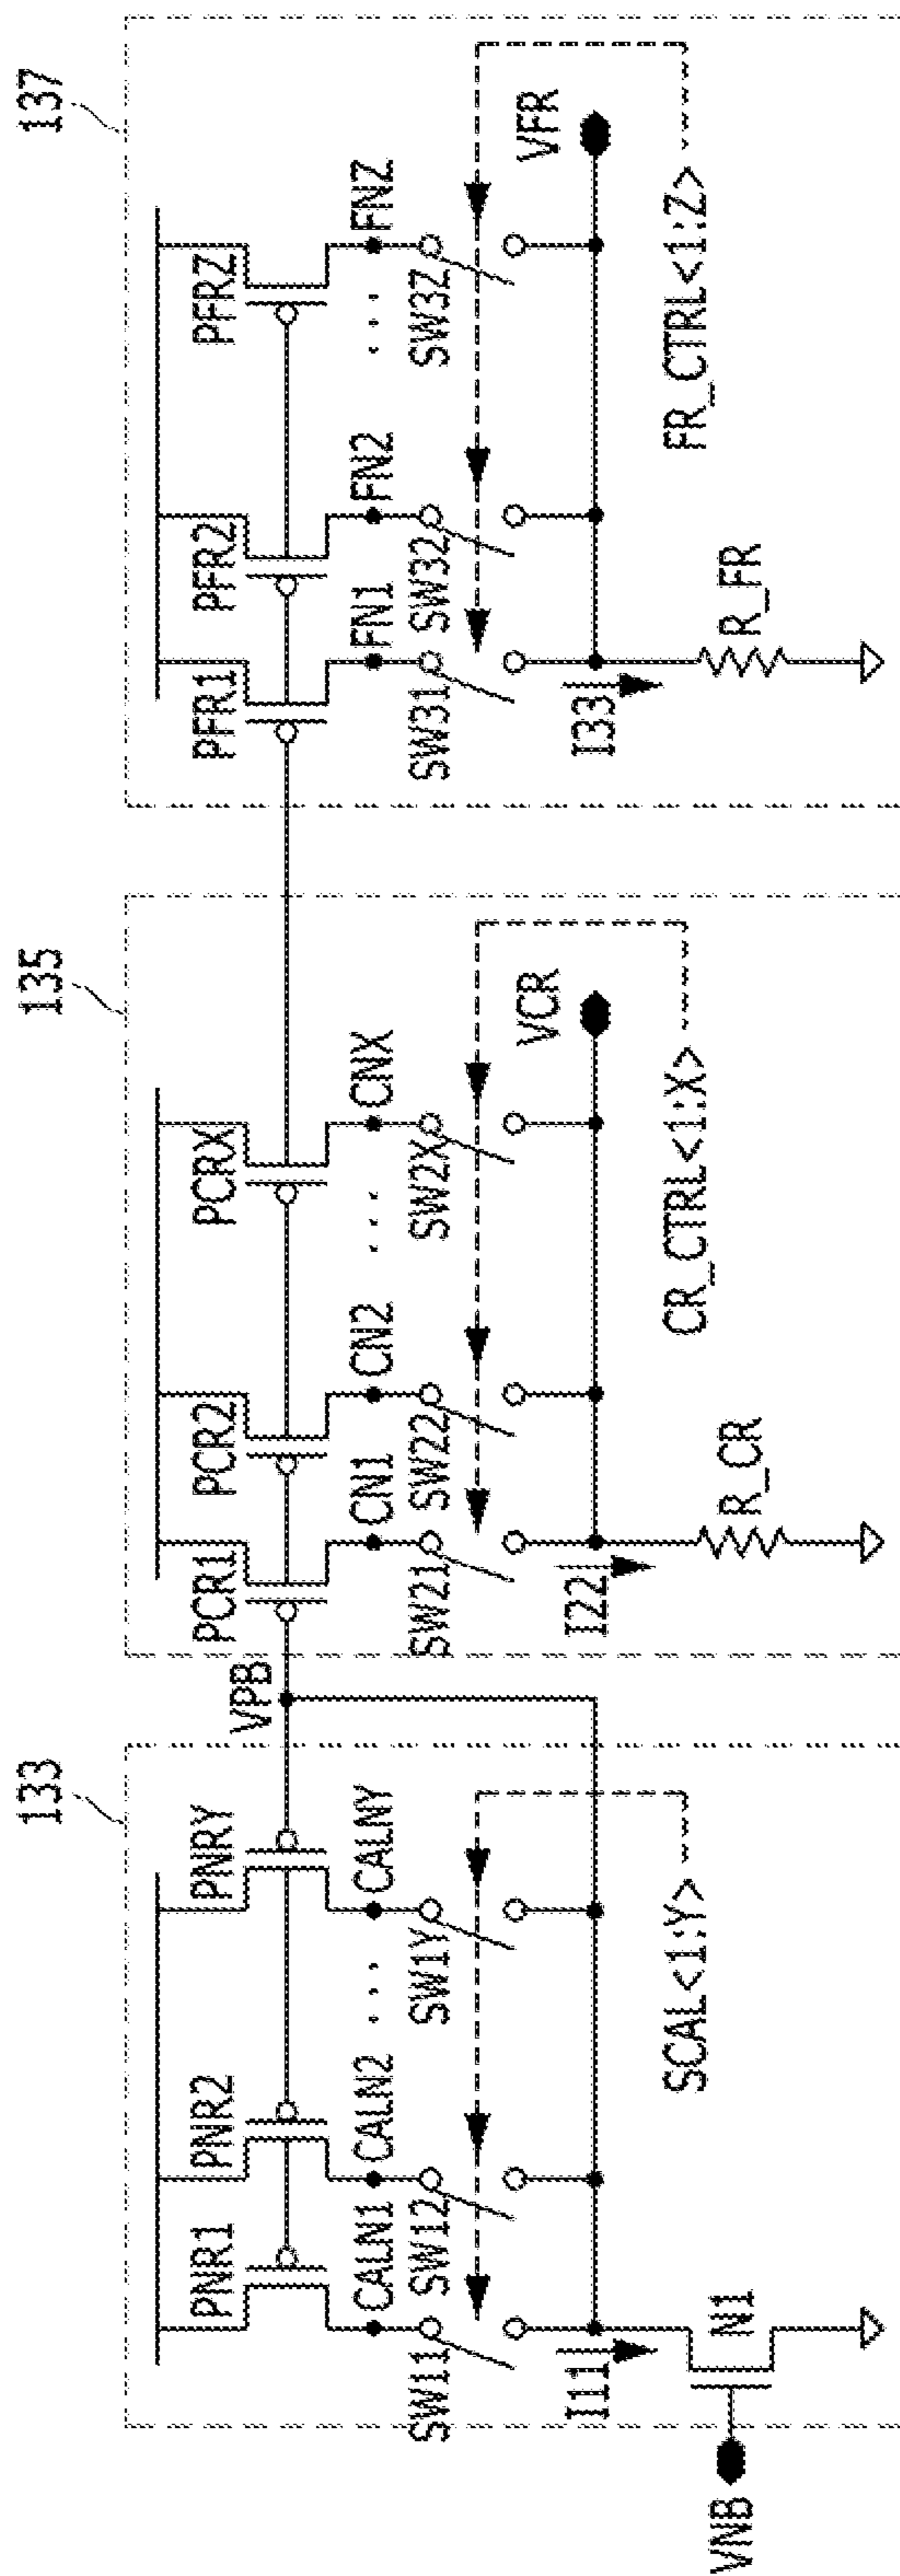 133
135
137
PNR1
PNR2
PNRY
VPB
PCR1
PCR2
PCRX
PFR1
PFR2
PFRZ
CALN1
CALN2
...
CALNY
CN1
CN2
...
CNX
FN1
FN2
...
FNZ
SW11
SW12
SW1Y
SW21
SW22
SW2X
SW31
SW32
SW3Z
I11
I22
VCR
I33
VFR
SCAL<1:Y>
CR_CTRL<1:X>
FR_CTRL<1:Z>
VNB
N1
R_CR
R_FR